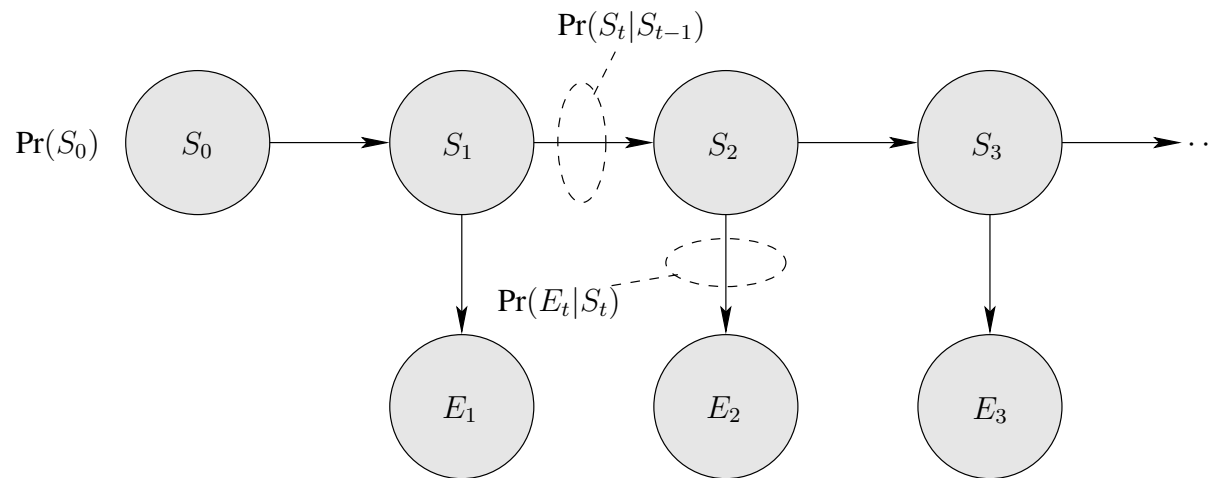 Pr(S_t|S_{t−1})
Pr(S_0) S_0 S_1 S_2 S_3 ··
Pr(E_t|S_t)
E_1 E_2 E_3